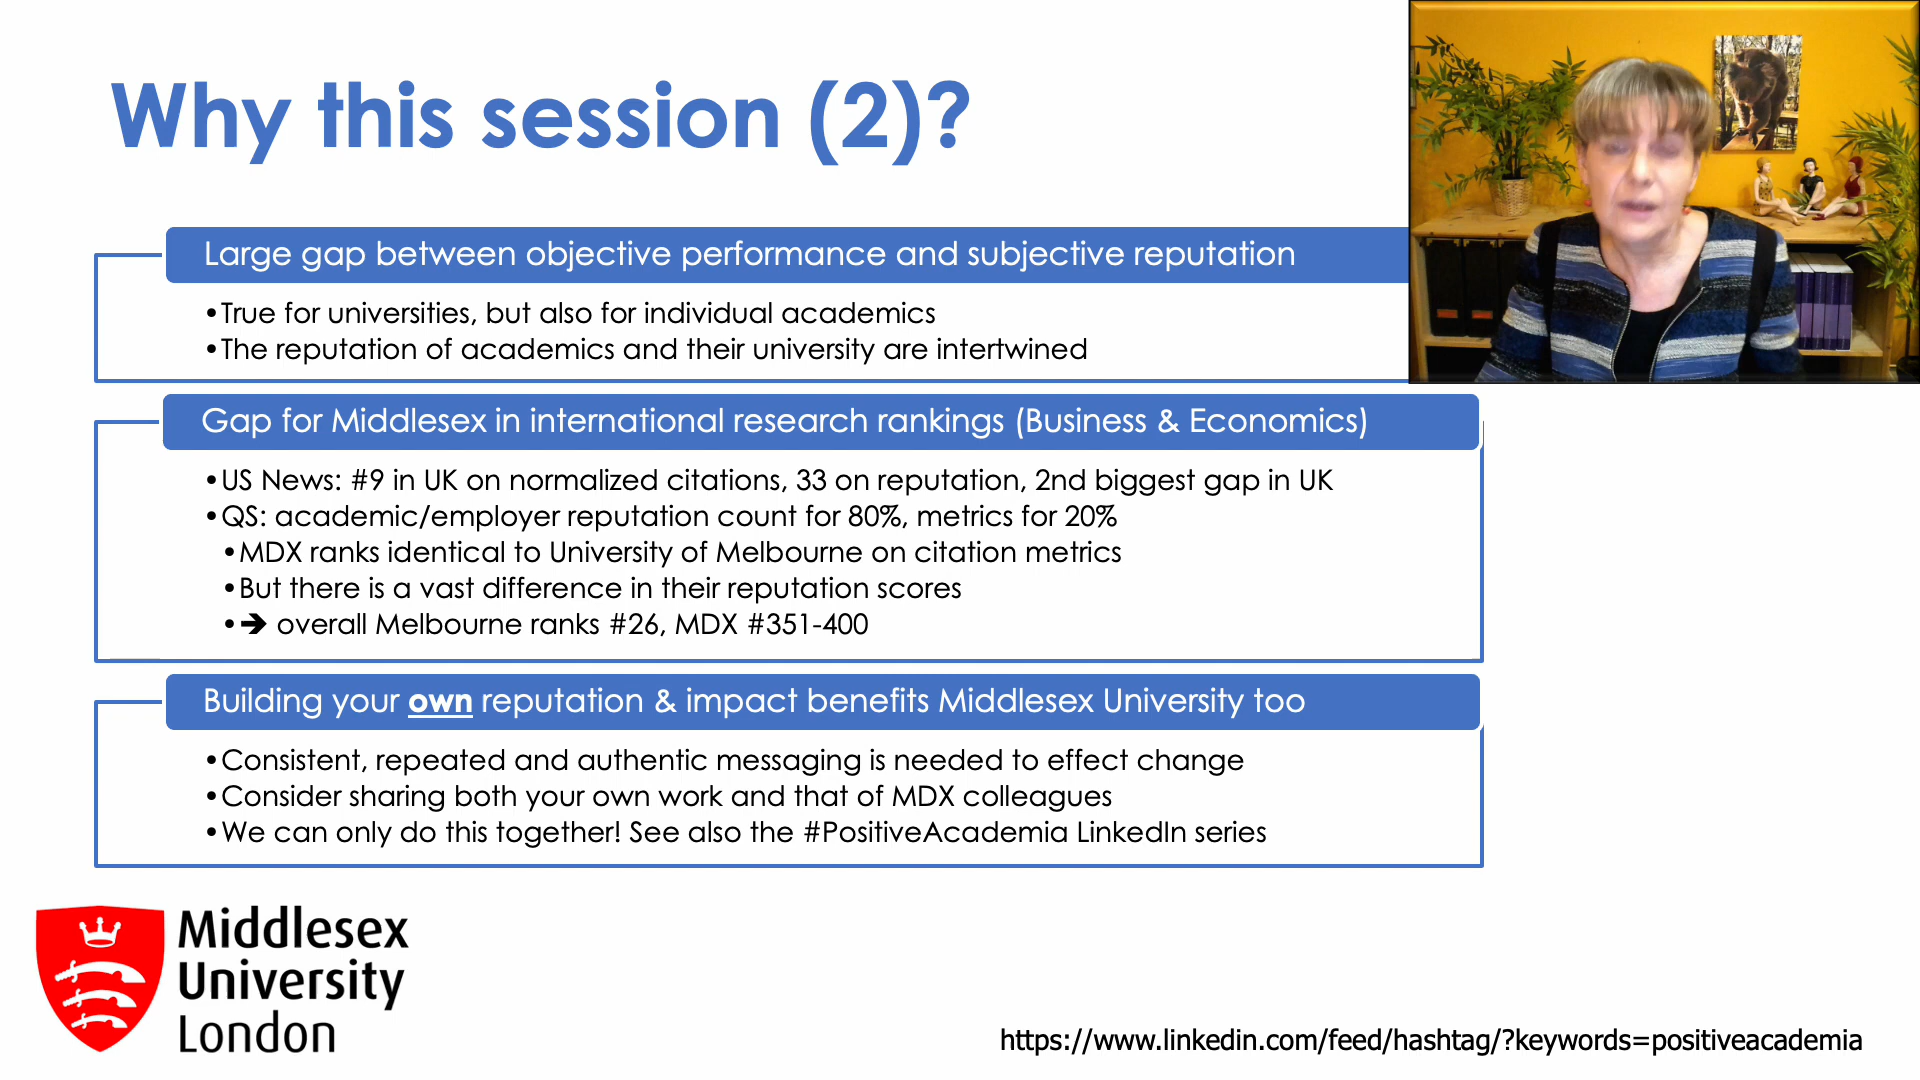 Why this session (2)?
Large gap between objective performance and subjective reputation
•True for universities, but also for individual academics
•The reputation of academics and their university are intertwined
Gap for Middlesex in international research rankings (Business & Economics)
•US News: #9 in UK on normalized citations, 33 on reputation, 2nd biggest gap in UK
•QS: academic/employer reputation count for 80%, metrics for 20%
•MDX ranks identical to University of Melbourne on citation metrics
•But there is a vast difference in their reputation scores
•➔ overall Melbourne ranks #26, MDX #351-400
Building your own reputation & impact benefits Middlesex University too
•Consistent, repeated and authentic messaging is needed to effect change
•Consider sharing both your own work and that of MDX colleagues
•We can only do this together! See also the #PositiveAcademia LinkedIn series
Middlesex
University
London
https://www.linkedin.com/feed/hashtag/?keywords=positiveacademia